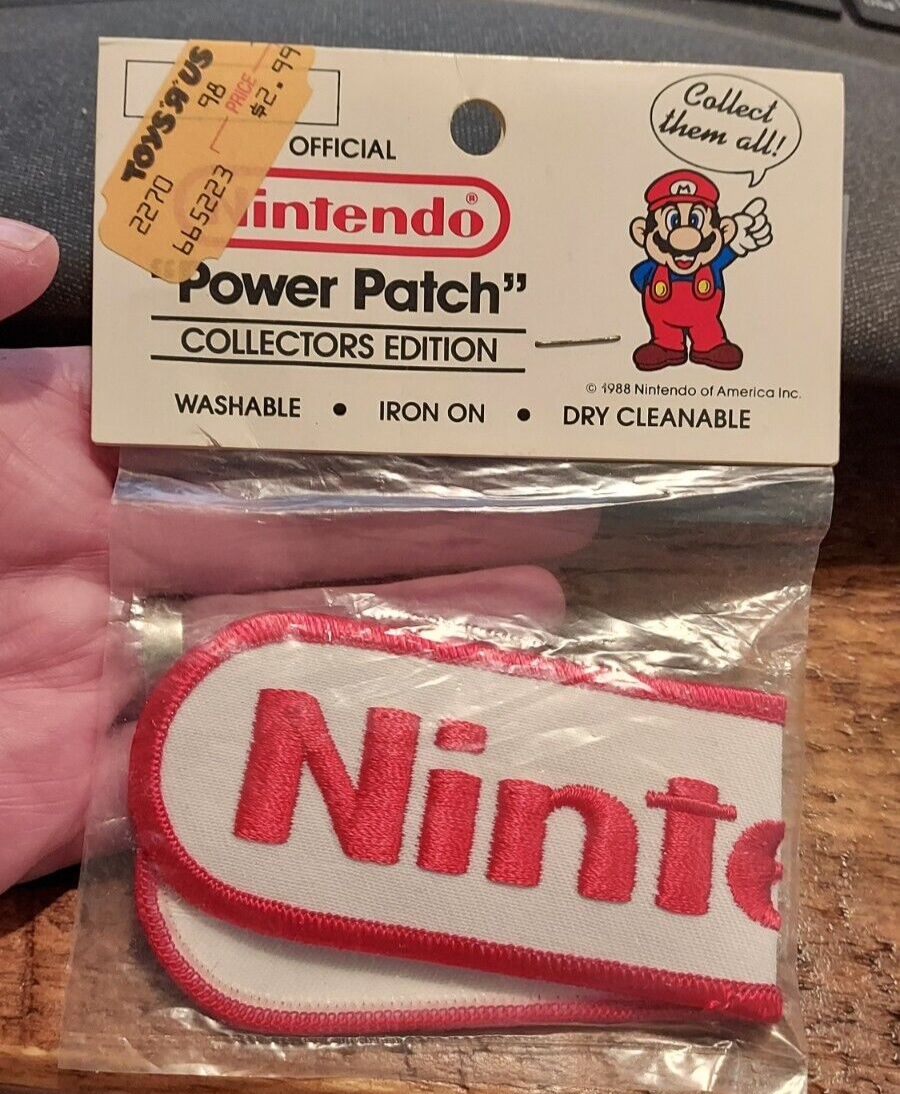 TOYS"R"US
98
PRICE
$2.99
2270
665223
OFFICIAL
Nintendo®
"Power Patch"
COLLECTORS EDITION
WASHABLE • IRON ON • DRY CLEANABLE
Collect
them all!
M
© 1988 Nintendo of America Inc.
Ninte